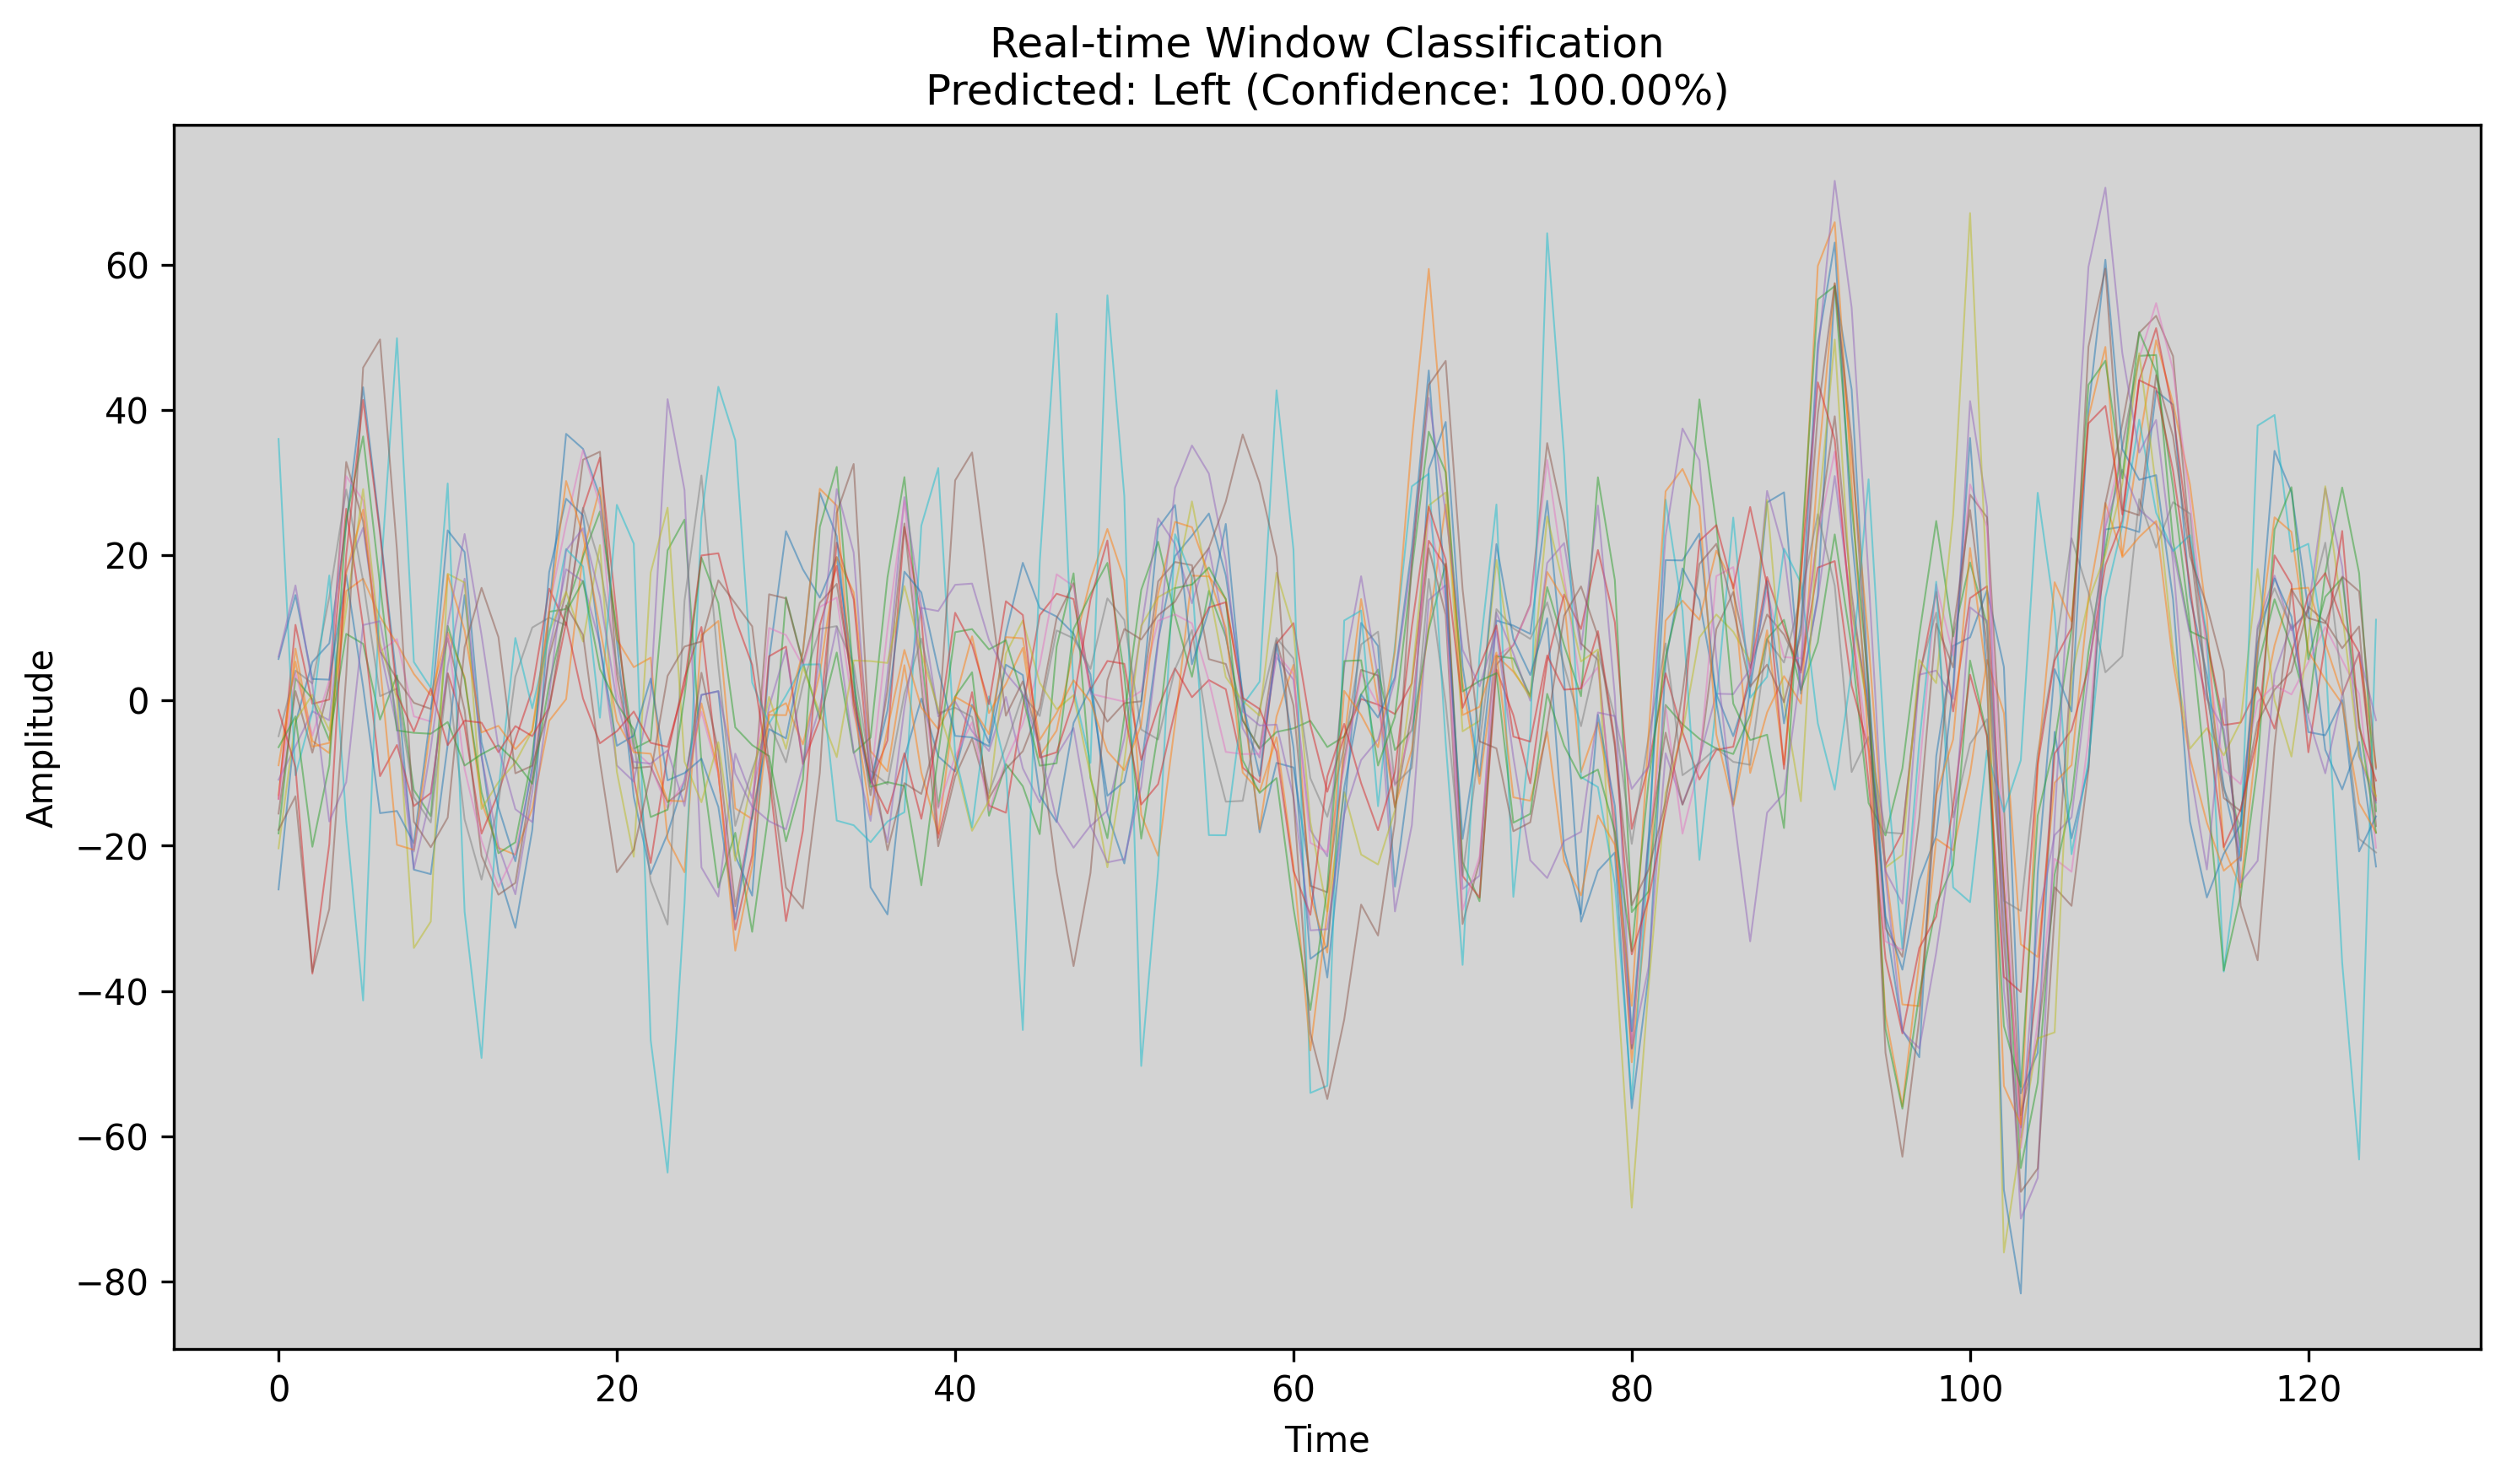 Real-time Window Classification
Predicted: Left (Confidence: 100.00%)
Amplitude
60
40
20
0
−20
−40
−60
−80
0 20 40 60 80 100 120
Time